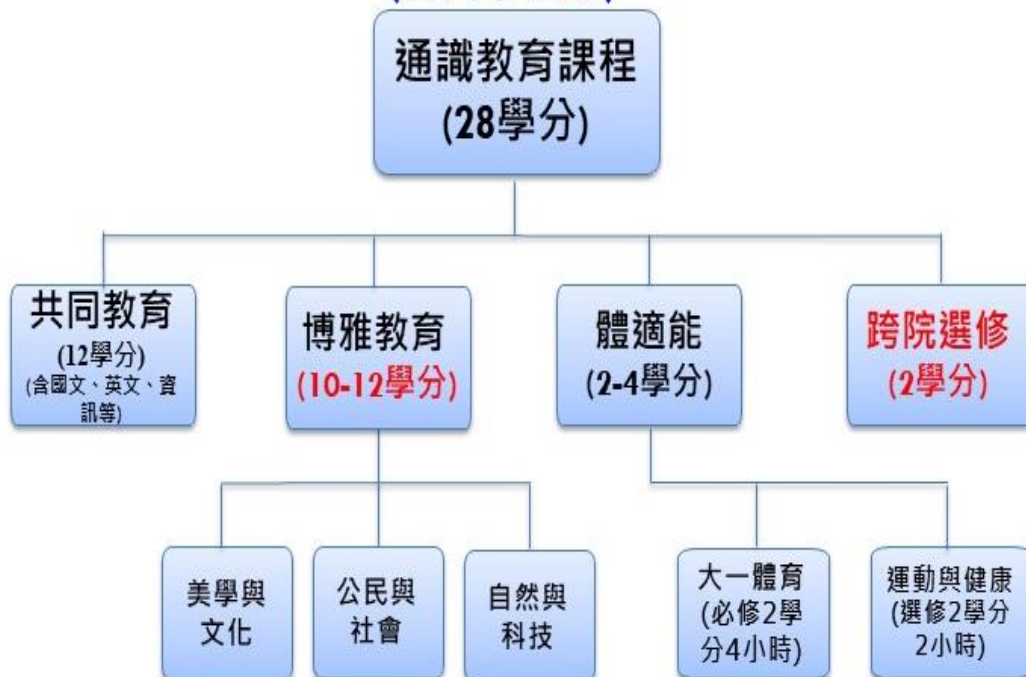 通識教育課程
(28學分)
共同教育
(12學分)
(含國文、英文、資
訊等)
博雅教育
(10-12學分)
體適能
(2-4學分)
跨院選修
(2學分)
美學與
文化
公民與
社會
自然與
科技
大一體育
(必修2學
分4小時)
運動與健康
(選修2學分
2小時)